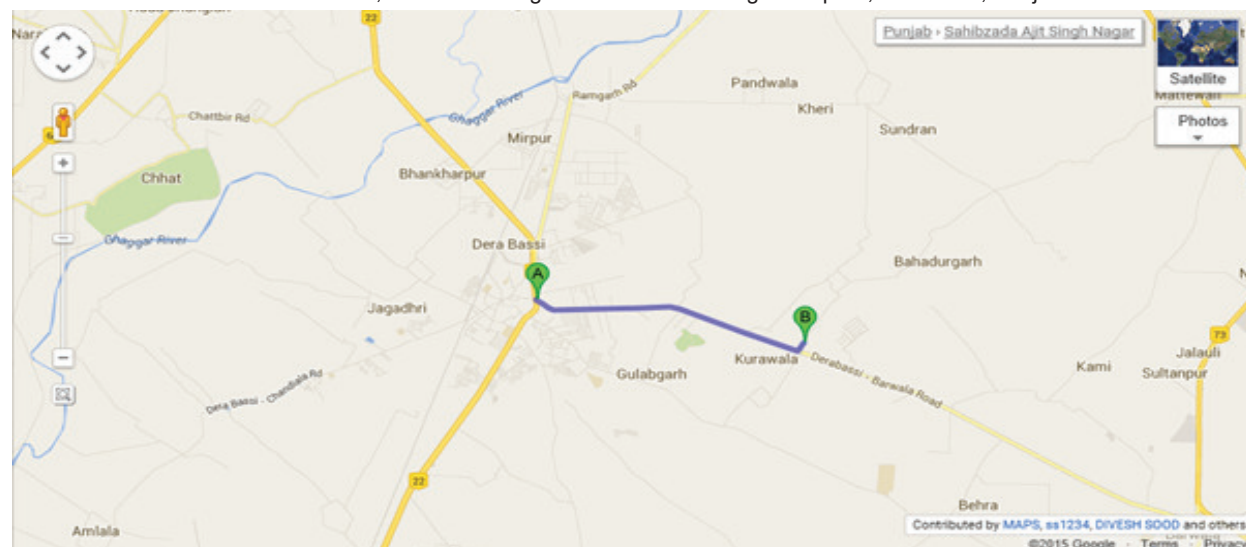 22
Punjab › Sahibzada Ajit Singh Nagar
Satellite
Photos
Pandwala
Ramgarh Rd
Kheri
Mattewall
Chattbir Rd
Ghaggar River
Mirpur
Sundran
Chhat
Bhankharpur
Ghaggar River
Dera Bassi
Bahadurgarh
A
Jagadhri
B
73
Kurawala
Jalauli
Gulabgarh
Derabassi - Barwala Road
Kami
Sultanpur
Dera Bassi - Chandiala Rd
22
Behra
Amlala
Contributed by MAPS, ss1234, DIVESH SOOD and others
©2015 Google - Terms - Privacy